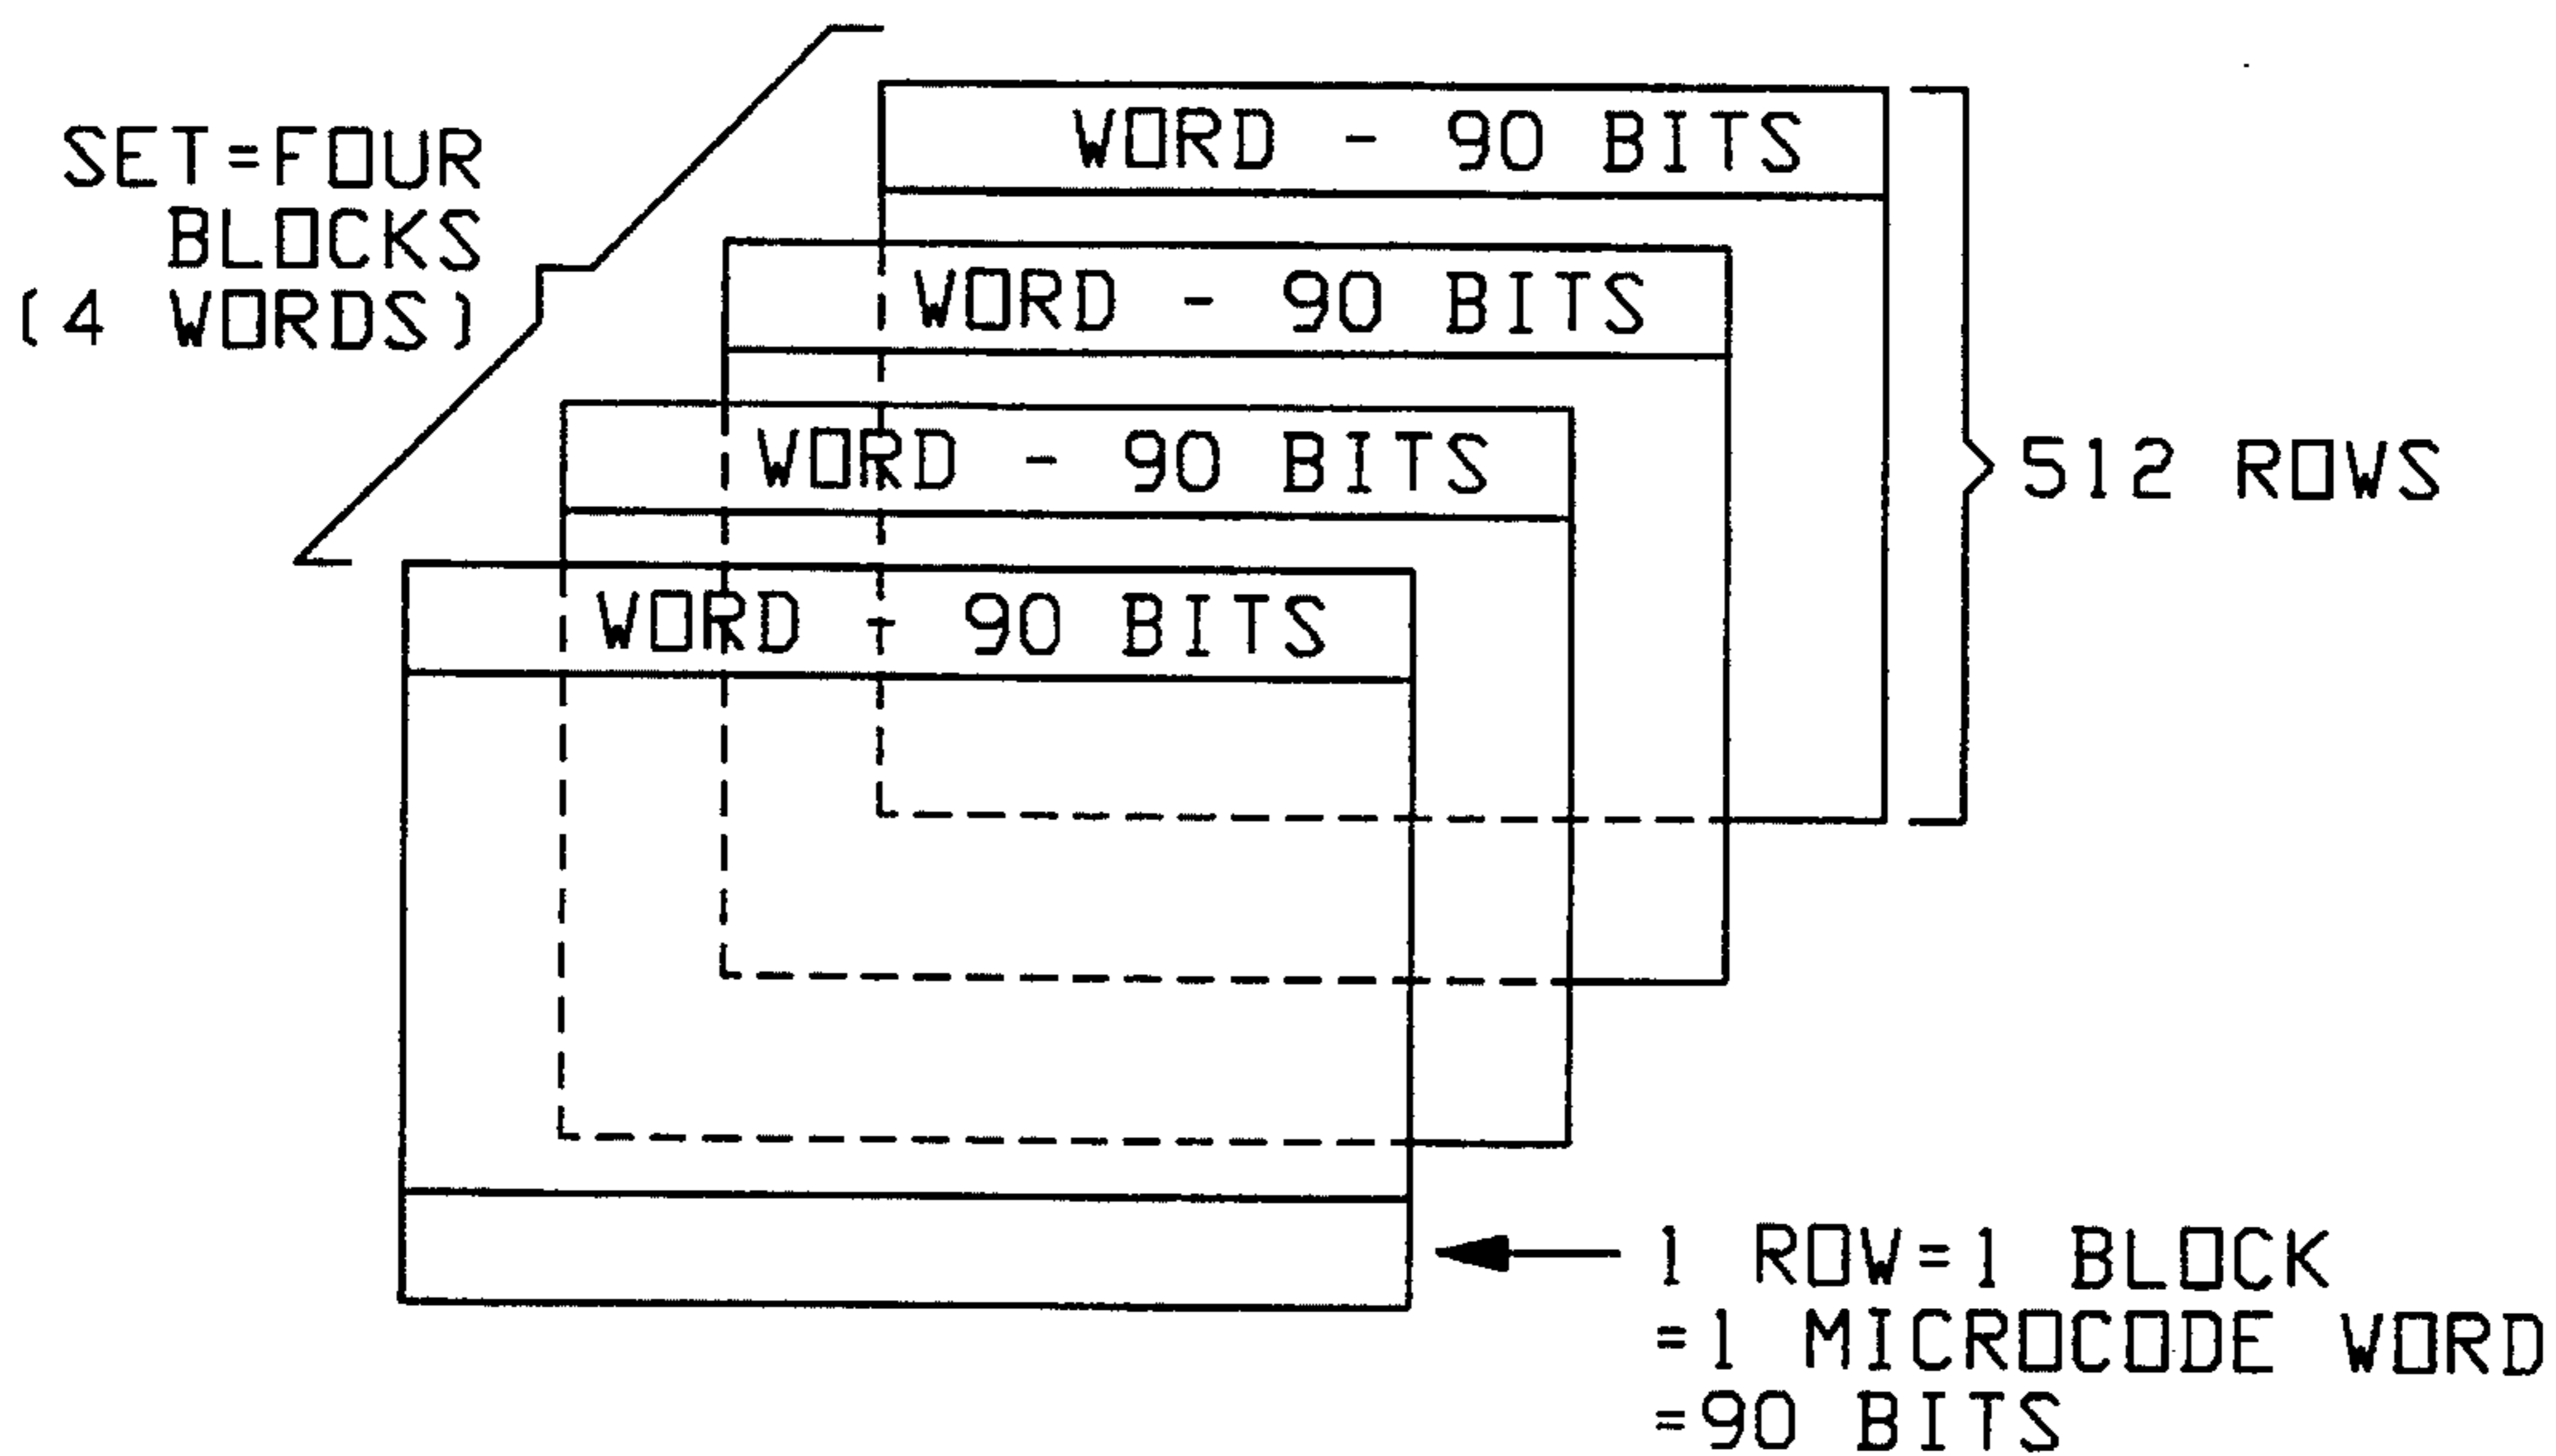 SET=FOUR
BLOCKS
(4 WORDS)
WORD - 90 BITS
WORD - 90 BITS
WORD - 90 BITS
WORD - 90 BITS
512 ROWS
1 ROW=1 BLOCK
=1 MICROCODE WORD
=90 BITS